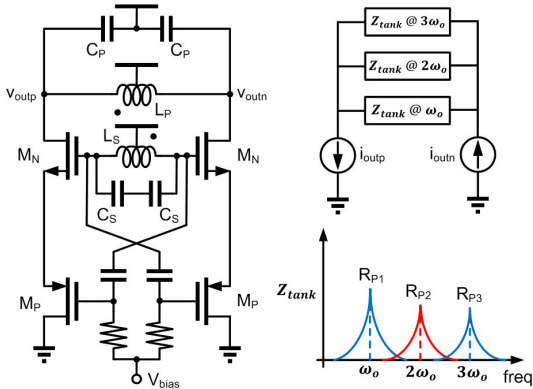 C_P C_P
v_outp v_outn
L_P
L_S
M_N M_N
C_S C_S
M_P M_P
V_bias
Z_tank @ 3ω_o
Z_tank @ 2ω_o
Z_tank @ ω_o
i_outp i_outn
Z_tank
R_P1 R_P2 R_P3
ω_o 2ω_o 3ω_o freq